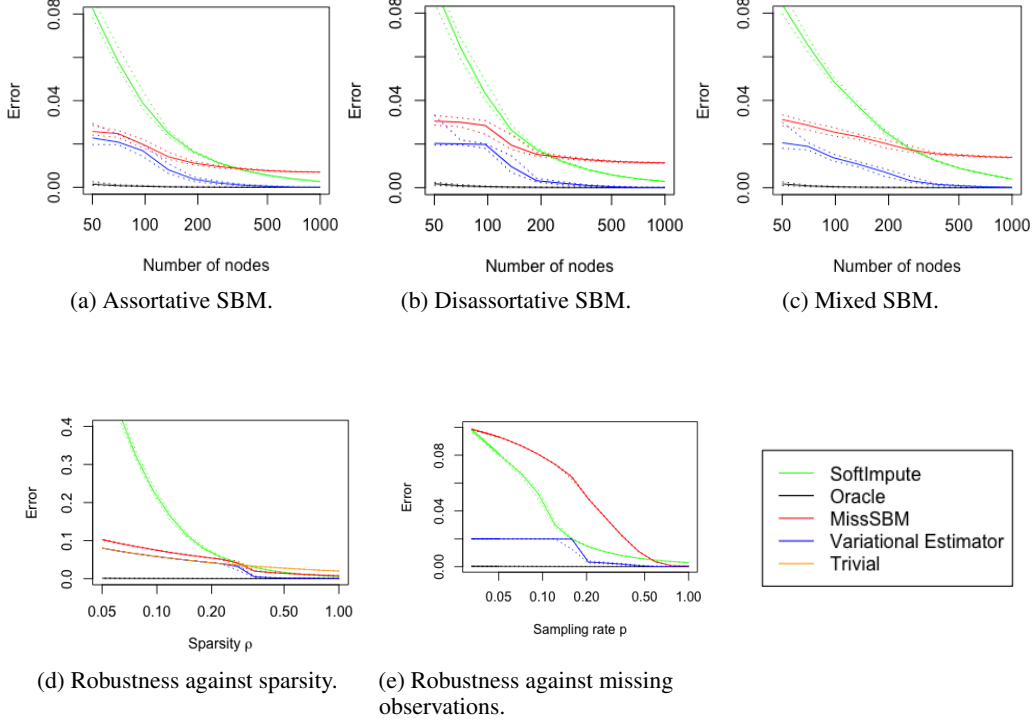 Error
0.00 0.04 0.08
50 100 200 500 1000
Number of nodes
(a) Assortative SBM.
Error
0.00 0.04 0.08
50 100 200 500 1000
Number of nodes
(b) Disassortative SBM.
Error
0.00 0.04 0.08
50 100 200 500 1000
Number of nodes
(c) Mixed SBM.
Error
0.0 0.1 0.2 0.3 0.4
0.05 0.10 0.20 0.50 1.00
Sparsity ρ
(d) Robustness against sparsity.
Error
0.00 0.04 0.08
0.05 0.10 0.20 0.50 1.00
Sampling rate p
(e) Robustness against missing
observations.
SoftImpute
Oracle
MissSBM
Variational Estimator
Trivial